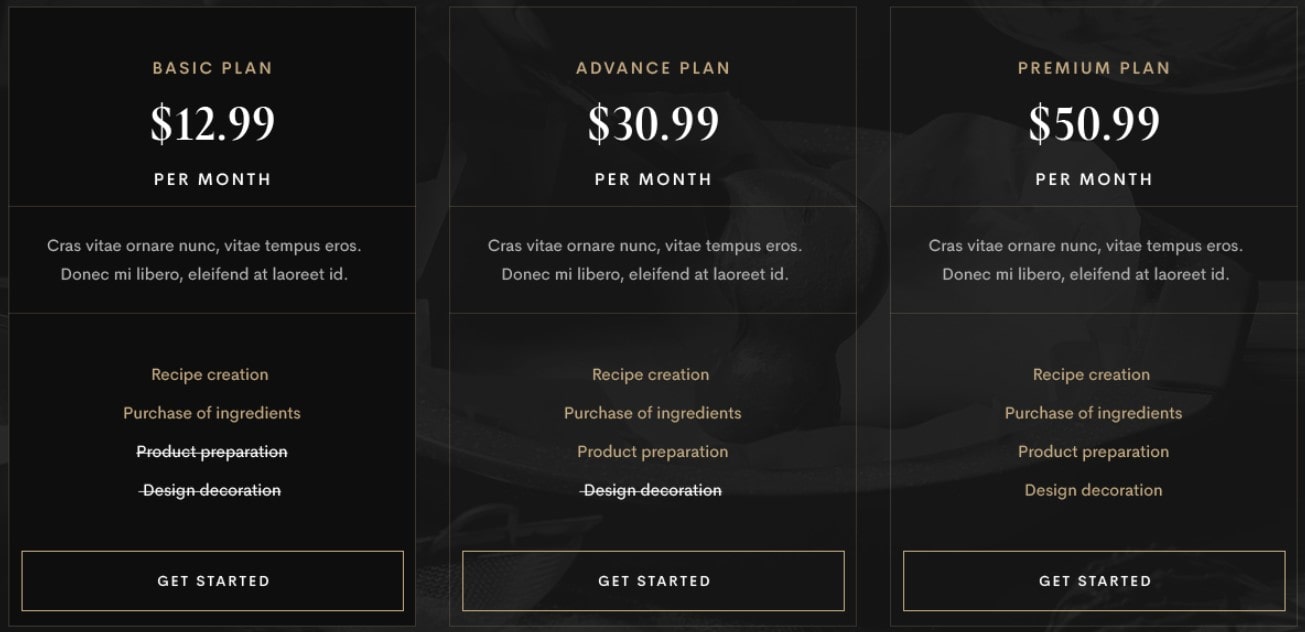 BASIC PLAN
$12.99
PER MONTH
Cras vitae ornare nunc, vitae tempus eros.
Donec mi libero, eleifend at laoreet id.
Recipe creation
Purchase of ingredients
Product preparation
Design decoration
GET STARTED
ADVANCE PLAN
$30.99
PER MONTH
Cras vitae ornare nunc, vitae tempus eros.
Donec mi libero, eleifend at laoreet id.
Recipe creation
Purchase of ingredients
Product preparation
Design decoration
GET STARTED
PREMIUM PLAN
$50.99
PER MONTH
Cras vitae ornare nunc, vitae tempus eros.
Donec mi libero, eleifend at laoreet id.
Recipe creation
Purchase of ingredients
Product preparation
Design decoration
GET STARTED